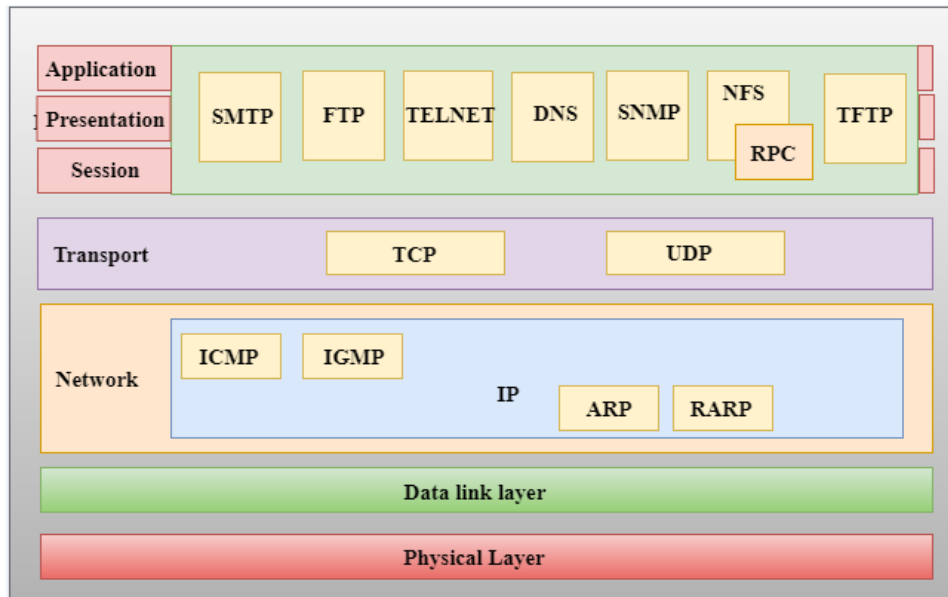 Application
Presentation
Session
SMTP
FTP
TELNET
DNS
SNMP
NFS
RPC
TFTP
Transport
TCP
UDP
Network
ICMP
IGMP
IP
ARP
RARP
Data link layer
Physical Layer